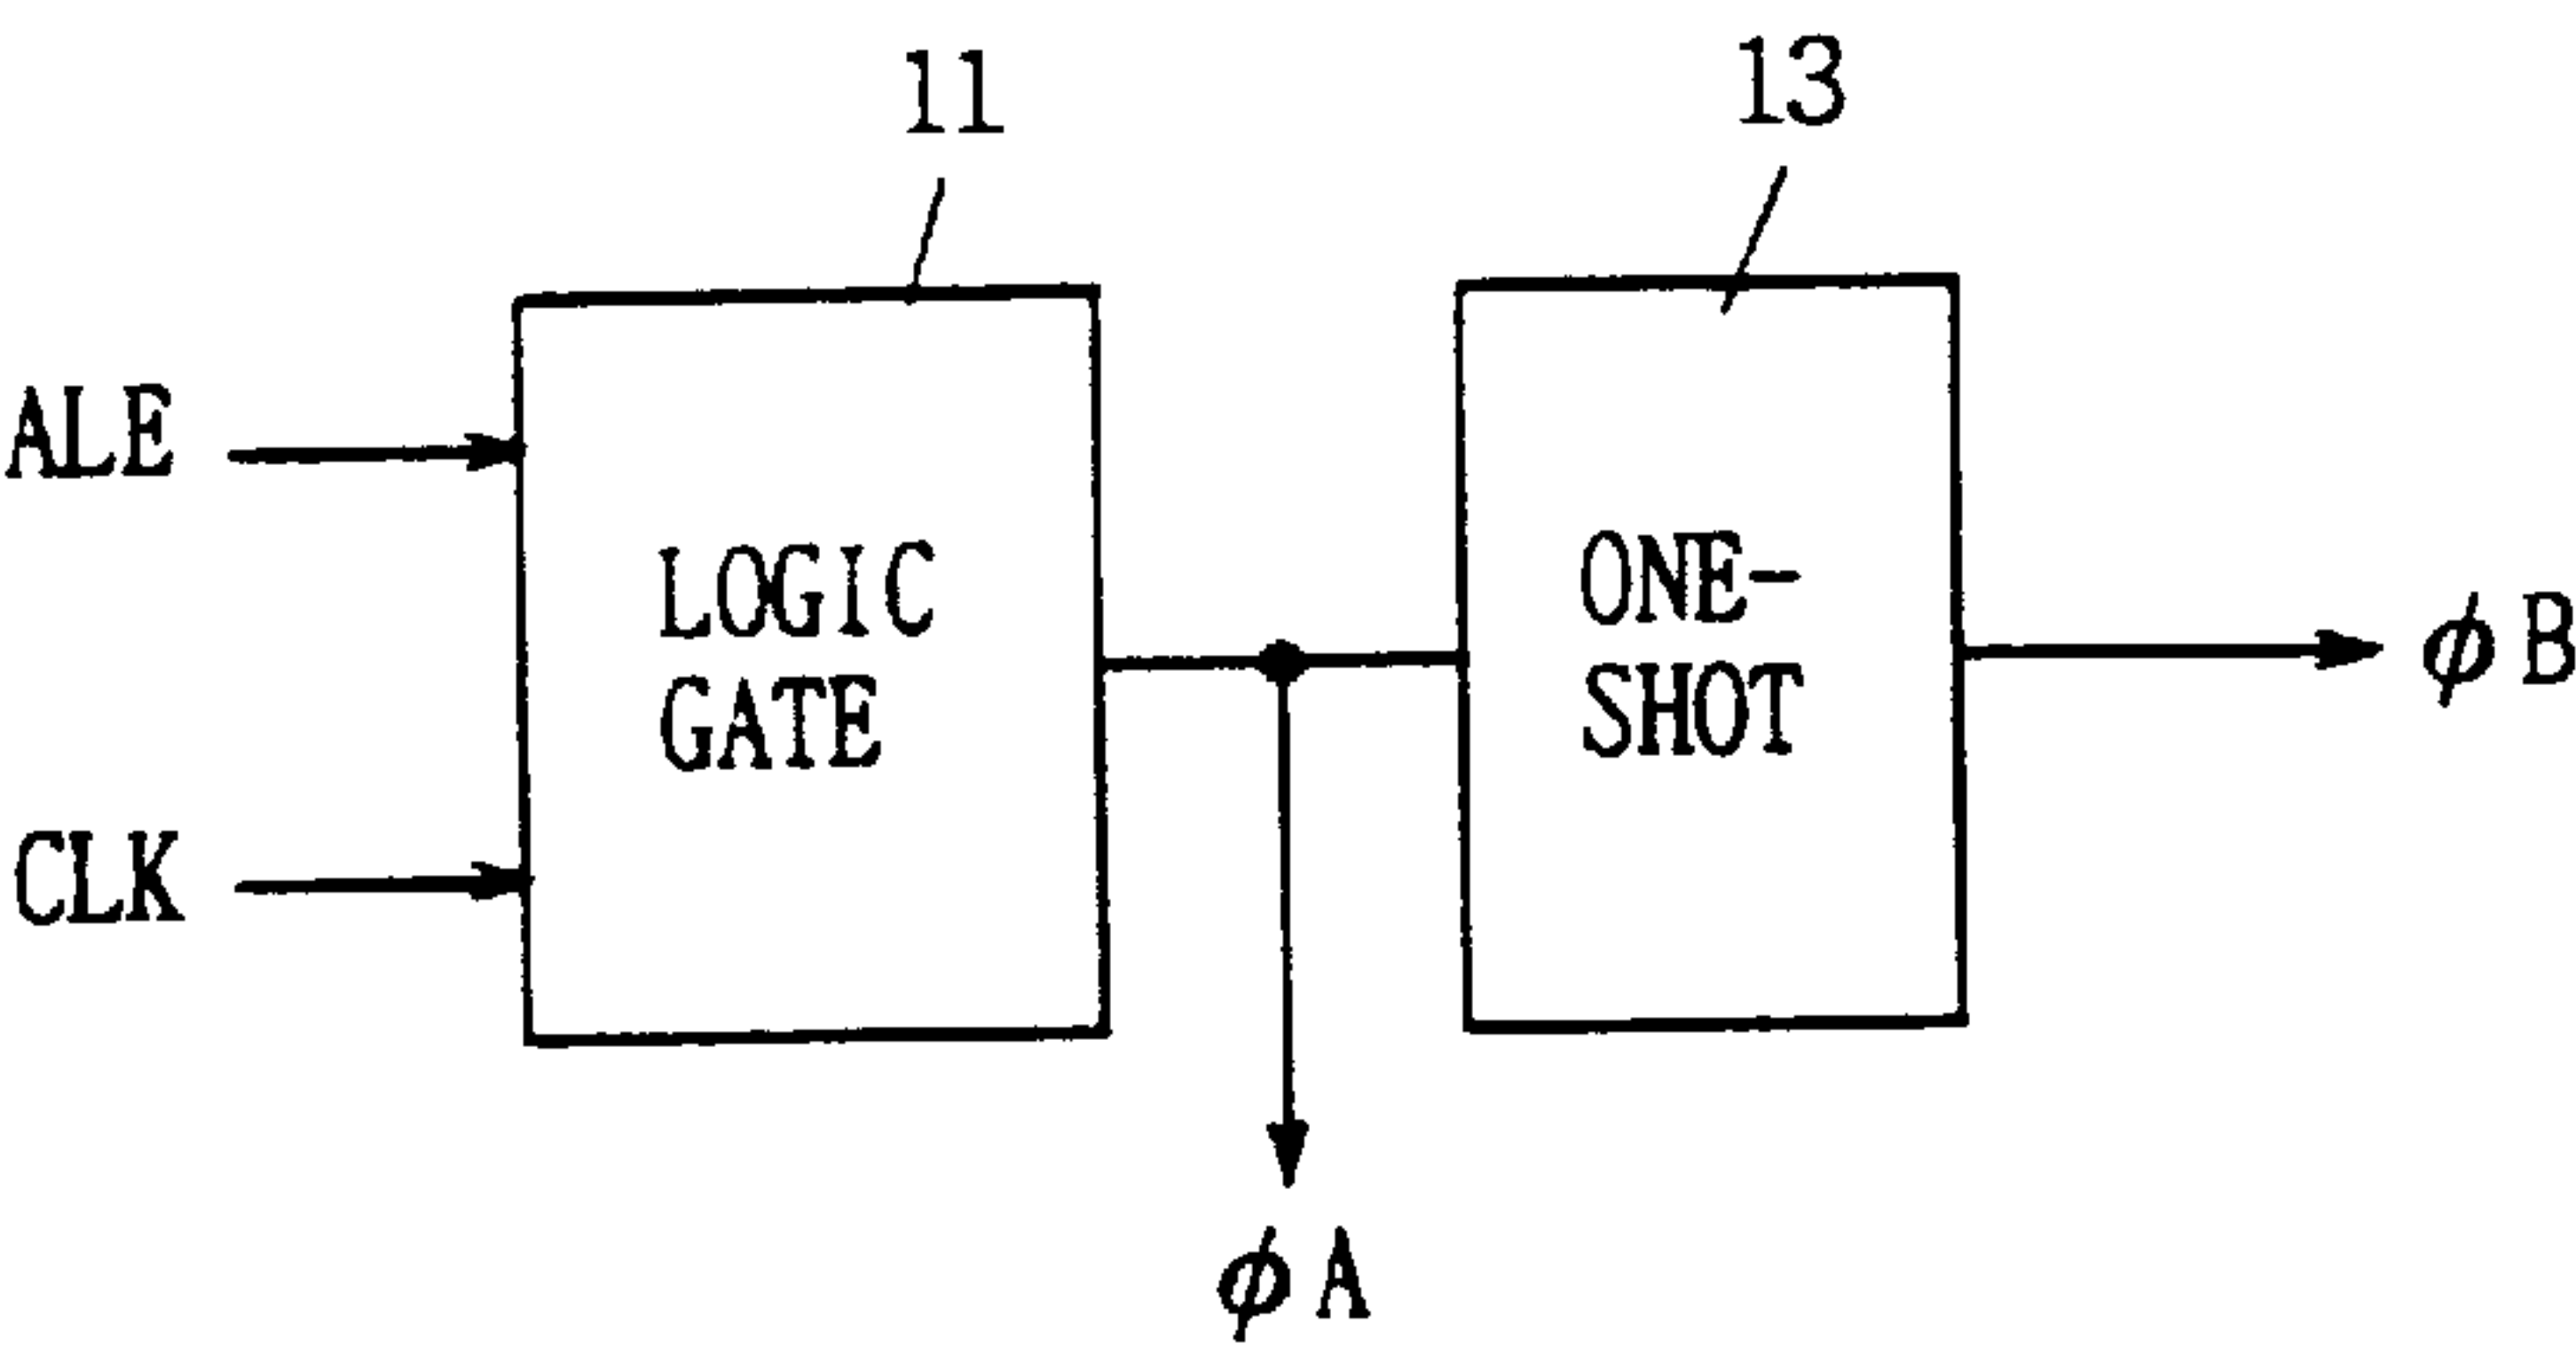 11
13
ALE
LOGIC
GATE
ONE-
SHOT
ϕB
CLK
ϕA